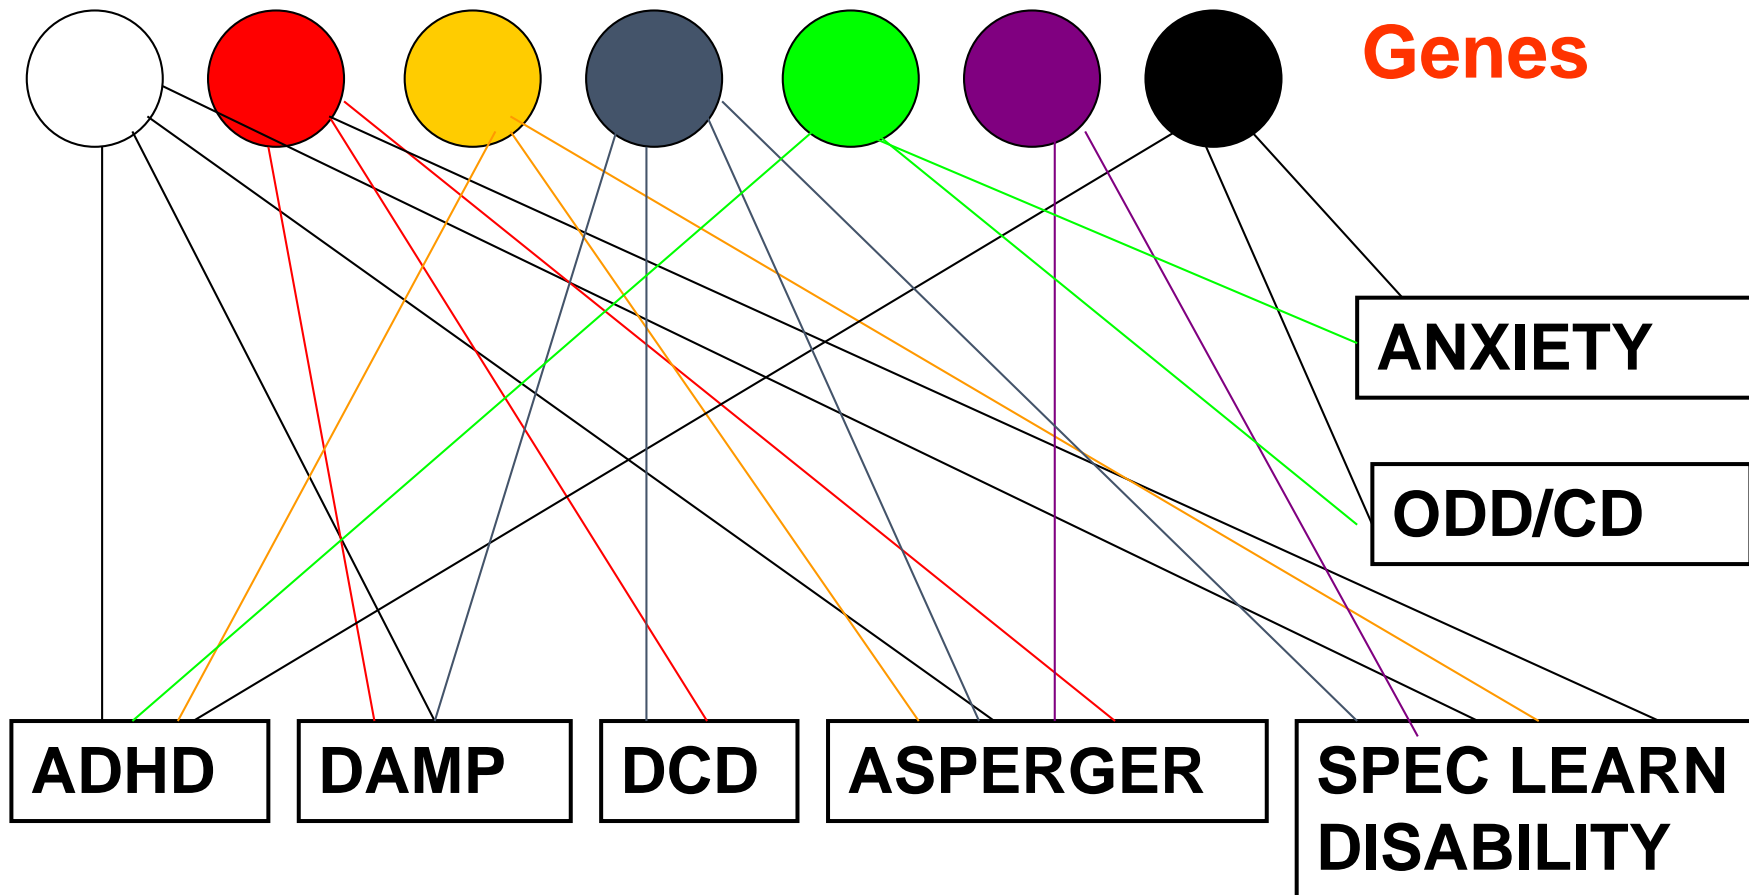 Genes
ANXIETY
ODD/CD
ADHD
DAMP
DCD
ASPERGER
SPEC LEARN
DISABILITY